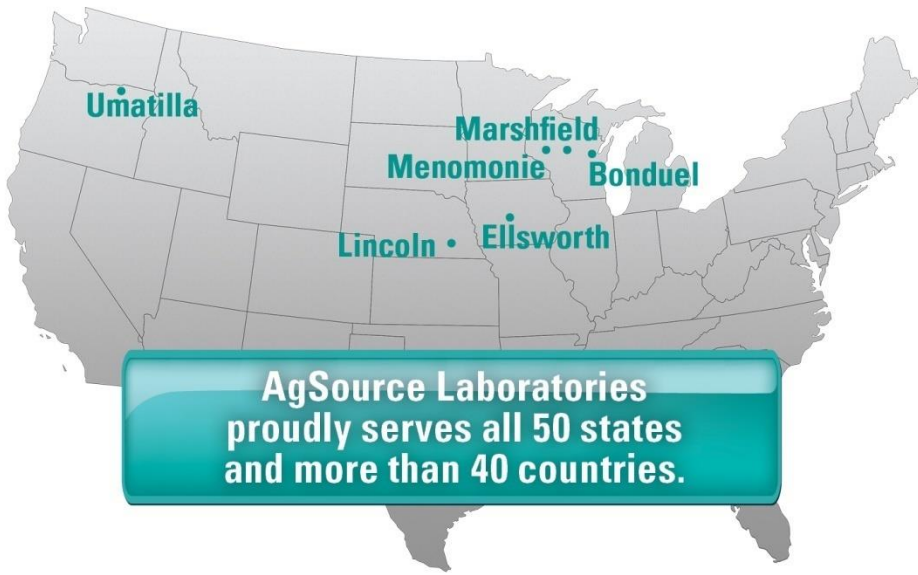 Umatilla
Marshfield
Menomonie
Bonduel
Lincoln
Ellsworth
AgSource Laboratories
proudly serves all 50 states
and more than 40 countries.